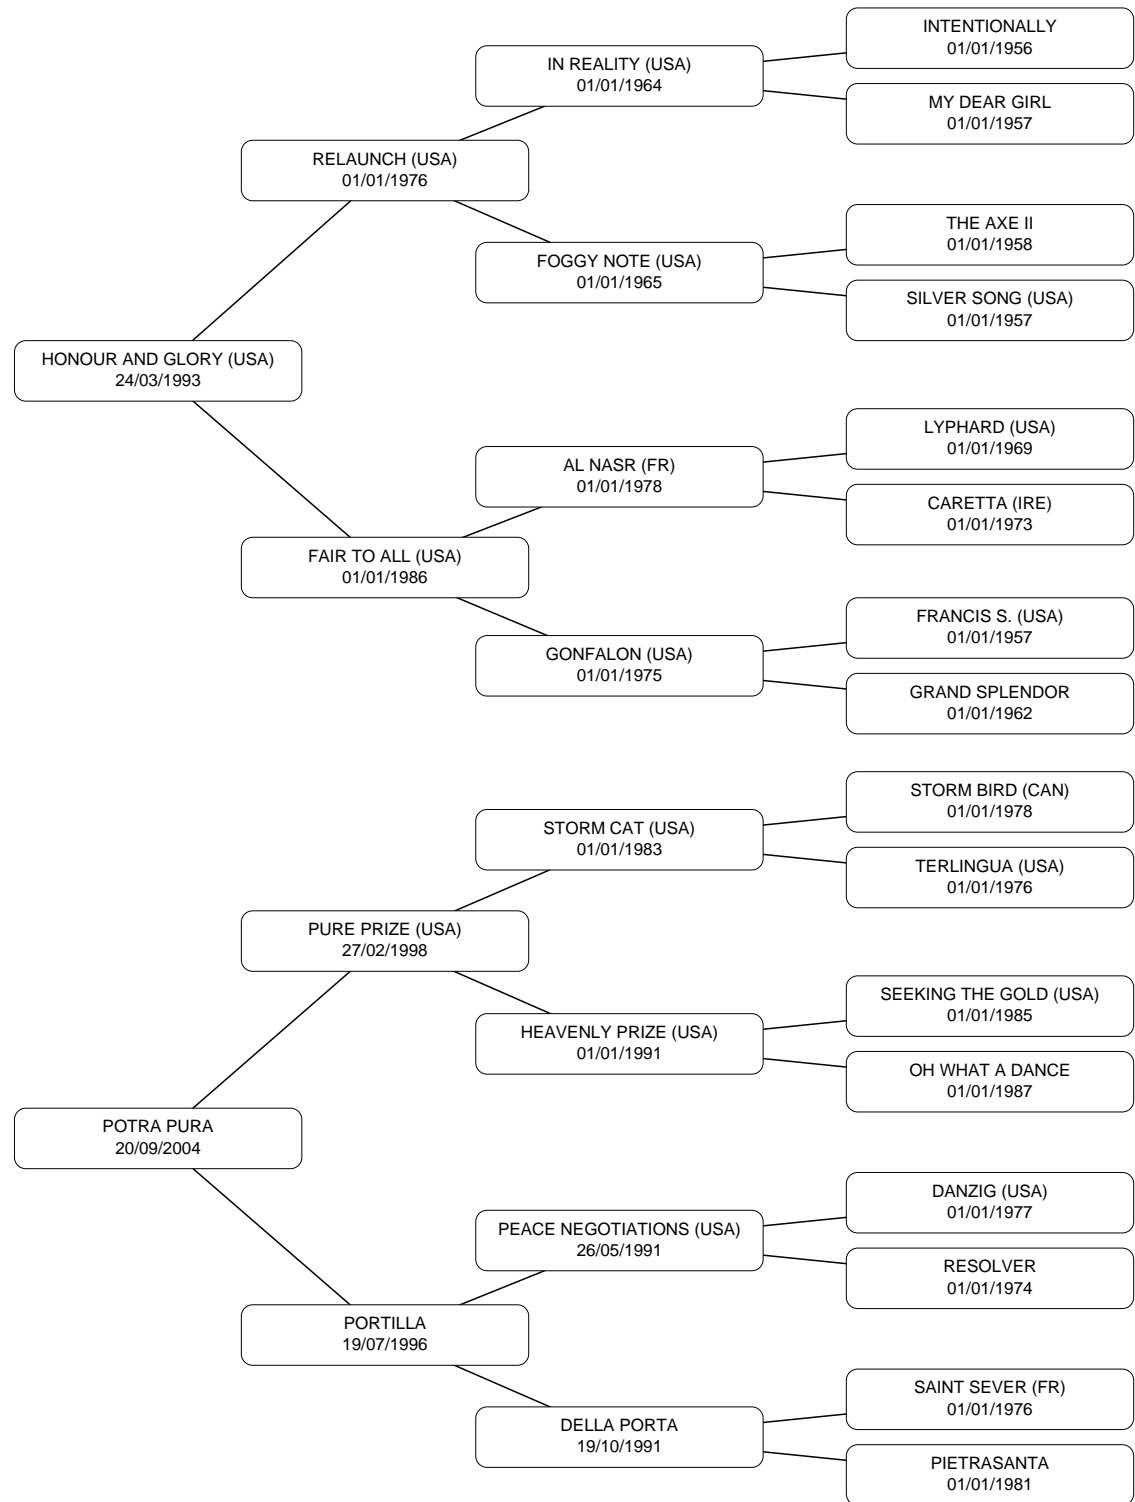 INTENTIONALLY
01/01/1956
IN REALITY (USA)
01/01/1964
MY DEAR GIRL
01/01/1957
RELAUNCH (USA)
01/01/1976
THE AXE II
01/01/1958
FOGGY NOTE (USA)
01/01/1965
SILVER SONG (USA)
01/01/1957
HONOUR AND GLORY (USA)
24/03/1993
LYPHARD (USA)
01/01/1969
AL NASR (FR)
01/01/1978
CARETTA (IRE)
01/01/1973
FAIR TO ALL (USA)
01/01/1986
FRANCIS S. (USA)
01/01/1957
GONFALON (USA)
01/01/1975
GRAND SPLENDOR
01/01/1962
STORM BIRD (CAN)
01/01/1978
STORM CAT (USA)
01/01/1983
TERLINGUA (USA)
01/01/1976
PURE PRIZE (USA)
27/02/1998
SEEKING THE GOLD (USA)
01/01/1985
HEAVENLY PRIZE (USA)
01/01/1991
OH WHAT A DANCE
01/01/1987
POTRA PURA
20/09/2004
DANZIG (USA)
01/01/1977
PEACE NEGOTIATIONS (USA)
26/05/1991
RESOLVER
01/01/1974
PORTILLA
19/07/1996
SAINT SEVER (FR)
01/01/1976
DELLA PORTA
19/10/1991
PIETRASANTA
01/01/1981